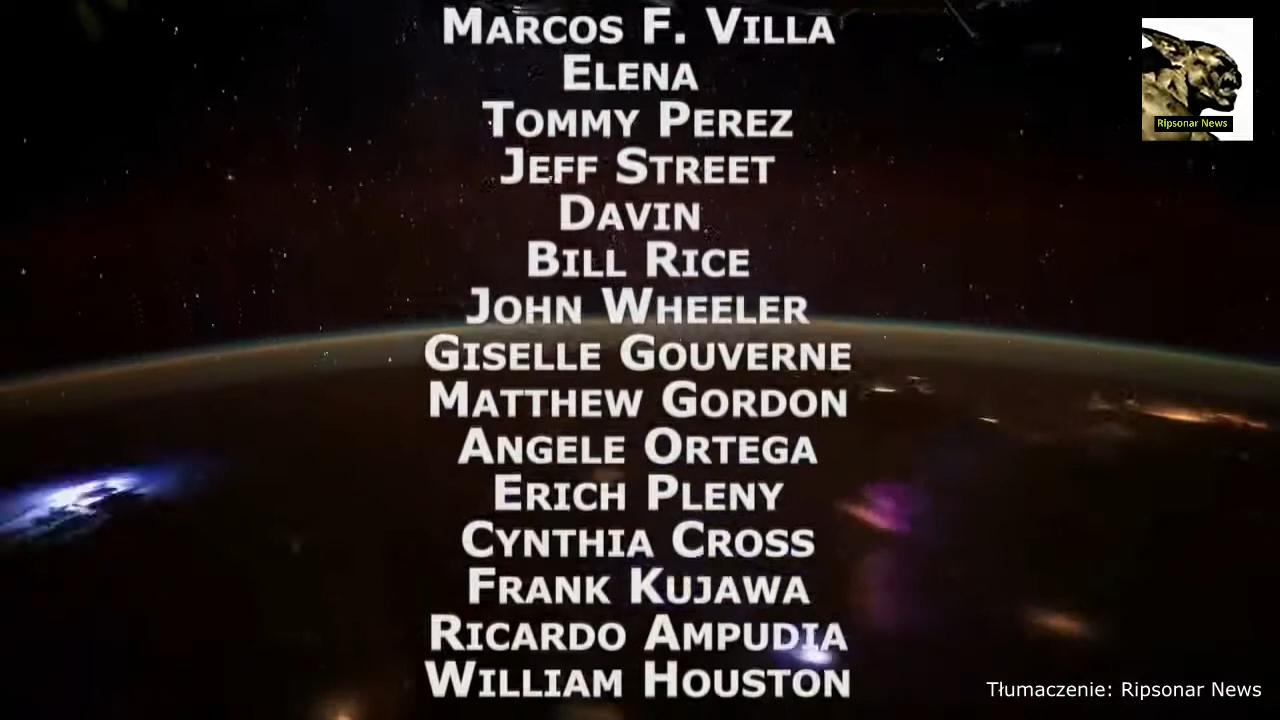 Marcos F. Villa
Elena
Tommy Perez
Jeff Street
Davin
Bill Rice
John Wheeler
Giselle Gouverne
Matthew Gordon
Angele Ortega
Erich Pleny
Cynthia Cross
Frank Kujawa
Ricardo Ampudia
William Houston
Ripsonar News
Tłumaczenie: Ripsonar News